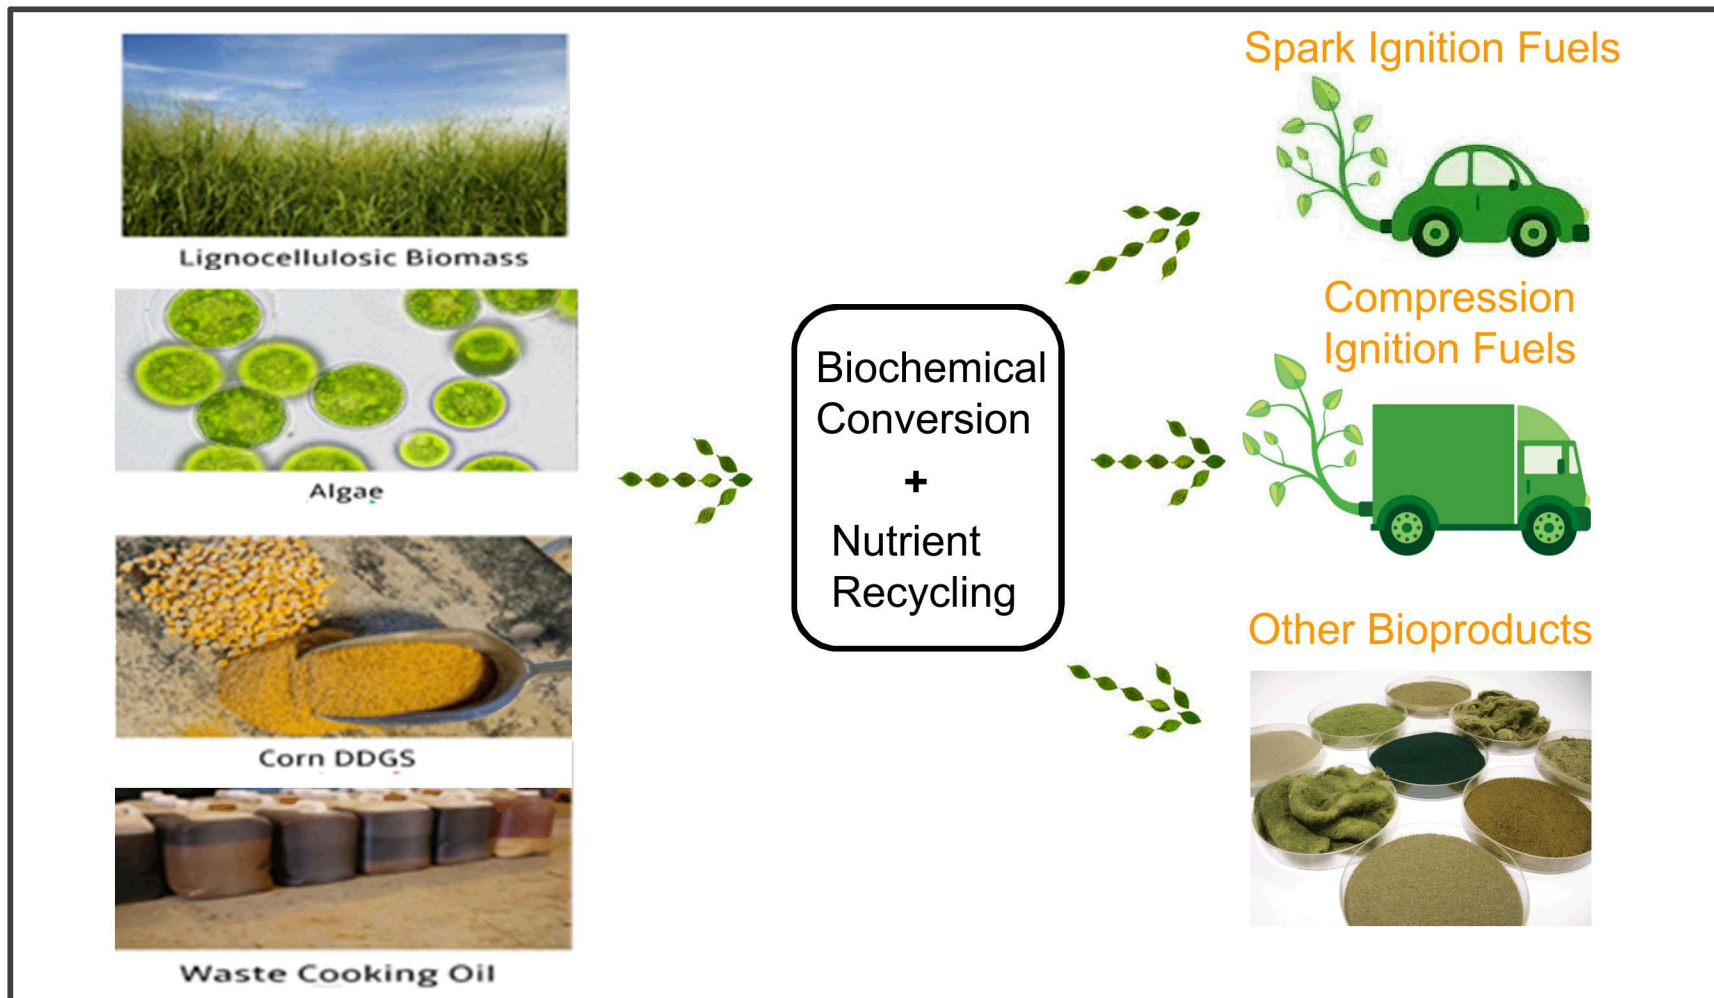 Lignocellulosic Biomass
Algae
Corn DDGS
Waste Cooking Oil
Biochemical
Conversion
+
Nutrient
Recycling
Spark Ignition Fuels
Compression
Ignition Fuels
Other Bioproducts